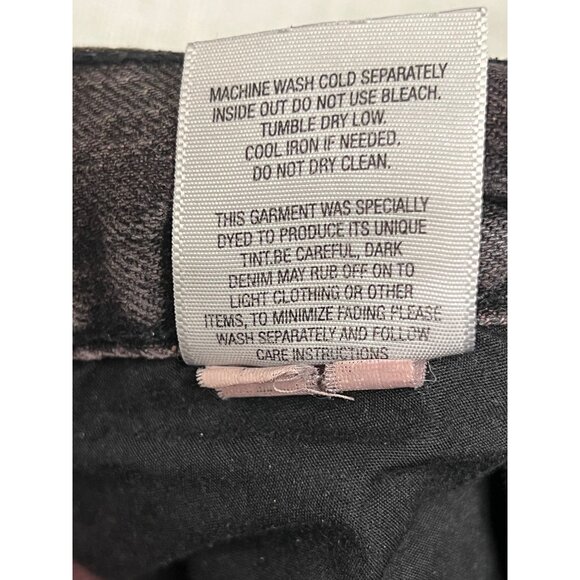 MACHINE WASH COLD SEPARATELY
INSIDE OUT DO NOT USE BLEACH.
TUMBLE DRY LOW.
COOL IRON IF NEEDED.
DO NOT DRY CLEAN.
THIS GARMENT WAS SPECIALLY
DYED TO PRODUCE ITS UNIQUE
TINT.BE CAREFUL, DARK
DENIM MAY RUB OFF ON TO
LIGHT CLOTHING OR OTHER
ITEMS, TO MINIMIZE FADING PLEASE
WASH SEPARATELY AND FOLLOW
CARE INSTRUCTIONS